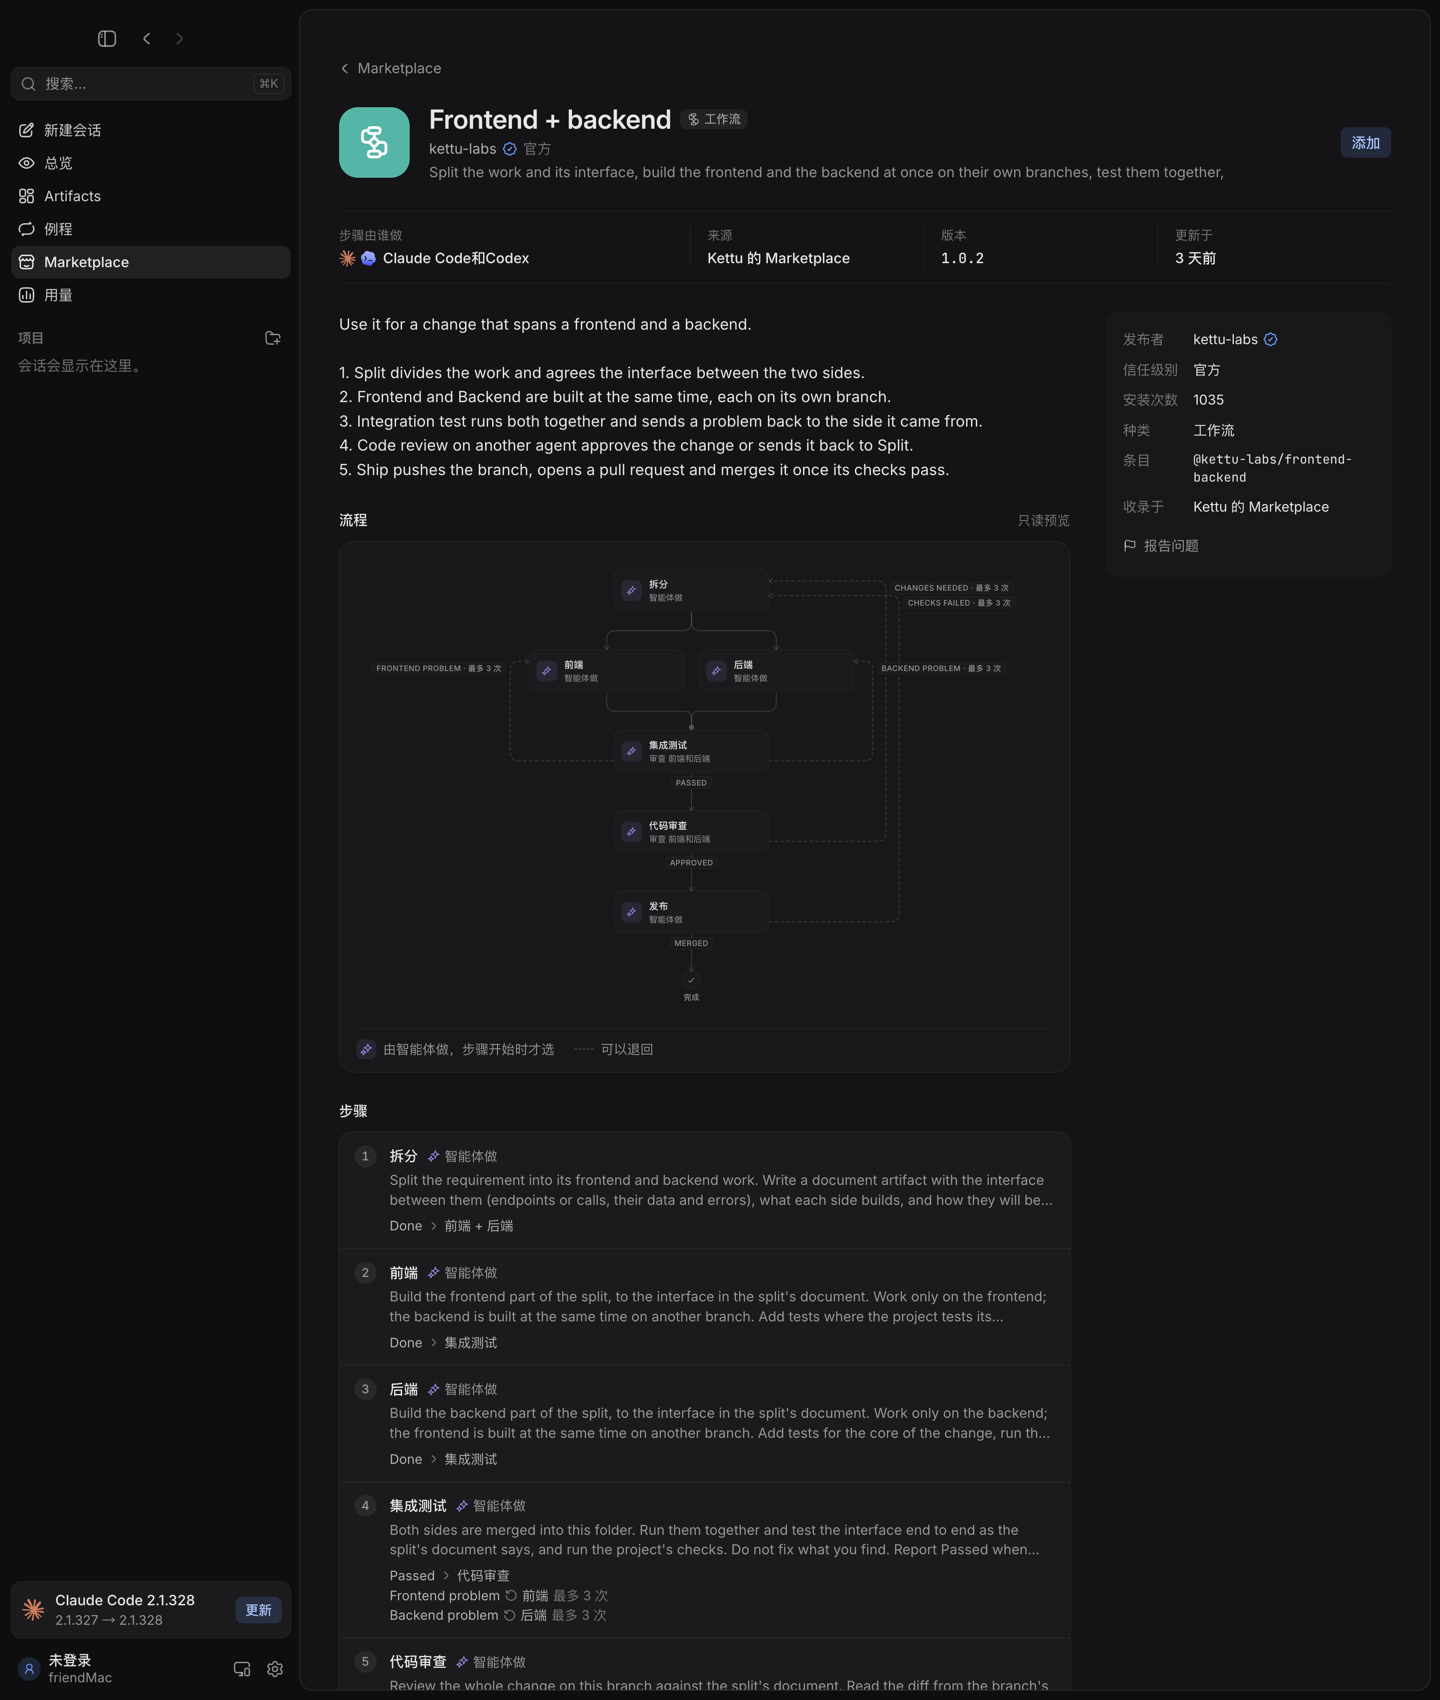 搜索...
⌘K
新建会话
总览
Artifacts
例程
Marketplace
用量
项目
会话会显示在这里。
Claude Code 2.1.328
2.1.327 → 2.1.328
更新
未登录
friendMac
Marketplace
Frontend + backend
工作流
kettu-labs 官方
Split the work and its interface, build the frontend and the backend at once on their own branches, test them together,
添加
步骤由谁做
Claude Code和Codex
来源
Kettu 的 Marketplace
版本
1.0.2
更新于
3 天前
Use it for a change that spans a frontend and a backend.
1. Split divides the work and agrees the interface between the two sides.
2. Frontend and Backend are built at the same time, each on its own branch.
3. Integration test runs both together and sends a problem back to the side it came from.
4. Code review on another agent approves the change or sends it back to Split.
5. Ship pushes the branch, opens a pull request and merges it once its checks pass.
发布者 kettu-labs
信任级别 官方
安装次数 1035
种类 工作流
条目 @kettu-labs/frontend-
backend
收录于 Kettu 的 Marketplace
报告问题
流程
只读预览
拆分
智能体做
CHANGES NEEDED · 最多 3 次
CHECKS FAILED · 最多 3 次
FRONTEND PROBLEM · 最多 3 次
前端
智能体做
后端
智能体做
BACKEND PROBLEM · 最多 3 次
集成测试
审查 前端和后端
PASSED
代码审查
审查 前端和后端
APPROVED
发布
智能体做
MERGED
完成
由智能体做，步骤开始时才选
可以退回
步骤
1 拆分 智能体做
Split the requirement into its frontend and backend work. Write a document artifact with the interface
between them (endpoints or calls, their data and errors), what each side builds, and how they will be...
Done > 前端 + 后端
2 前端 智能体做
Build the frontend part of the split, to the interface in the split's document. Work only on the frontend;
the backend is built at the same time on another branch. Add tests where the project tests its...
Done > 集成测试
3 后端 智能体做
Build the backend part of the split, to the interface in the split's document. Work only on the backend;
the frontend is built at the same time on another branch. Add tests for the core of the change, run th...
Done > 集成测试
4 集成测试 智能体做
Both sides are merged into this folder. Run them together and test the interface end to end as the
split's document says, and run the project's checks. Do not fix what you find. Report Passed when...
Passed > 代码审查
Frontend problem 前端 最多 3 次
Backend problem 后端 最多 3 次
5 代码审查 智能体做
Review the whole change on this branch against the split's document. Read the diff from the branch's